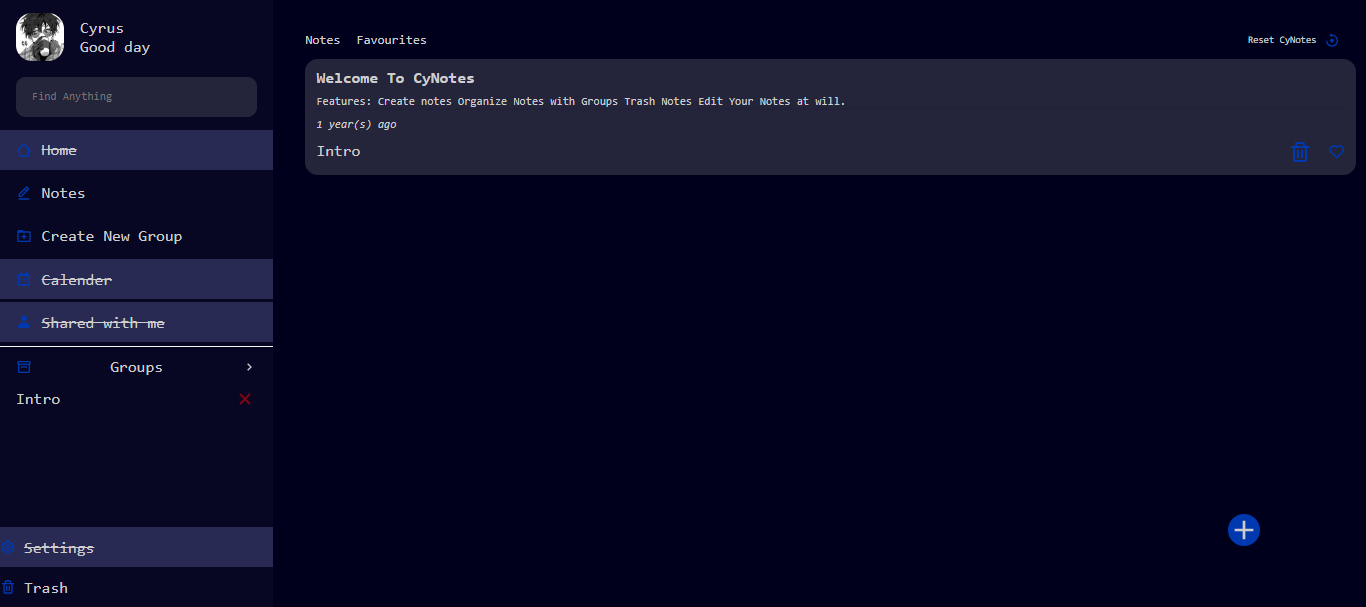 Cyrus
Good day
Find Anything
Home
Notes
Create New Group
Calender
Shared with me
Groups
Intro
Settings
Trash
Notes Favourites
Reset CyNotes
Welcome To CyNotes
Features: Create notes Organize Notes with Groups Trash Notes Edit Your Notes at will.
1 year(s) ago
Intro